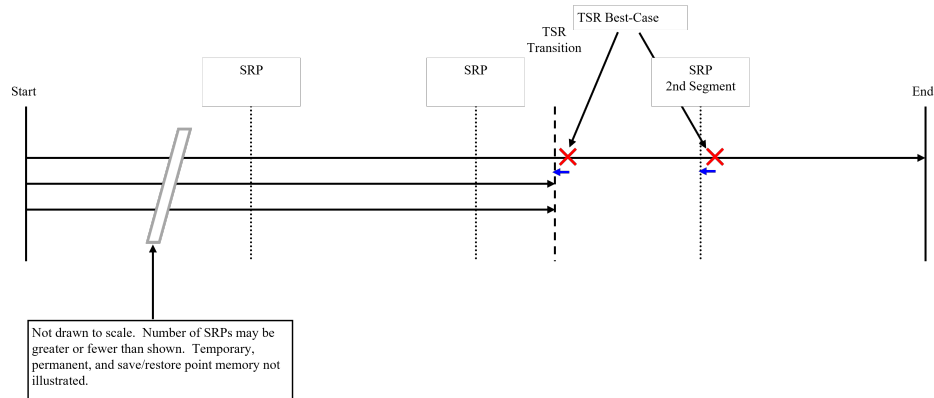 TSR Best-Case
TSR
Transition
SRP
SRP
SRP
2nd Segment
Start
End
Not drawn to scale.  Number of SRPs may be
greater or fewer than shown.  Temporary,
permanent, and save/restore point memory not
illustrated.